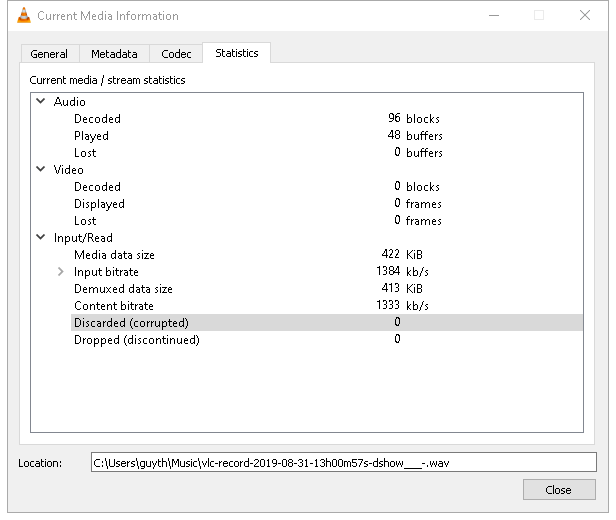 Current Media Information
General Metadata Codec Statistics
Current media / stream statistics
Audio
Decoded 96 blocks
Played 48 buffers
Lost 0 buffers
Video
Decoded 0 blocks
Displayed 0 frames
Lost 0 frames
Input/Read
Media data size 422 KiB
Input bitrate 1384 kb/s
Demuxed data size 413 KiB
Content bitrate 1333 kb/s
Discarded (corrupted) 0
Dropped (discontinued) 0
Location: C:\Users\guyth\Music\vlc-record-2019-08-31-13h00m57s-dshow___-.wav
Close